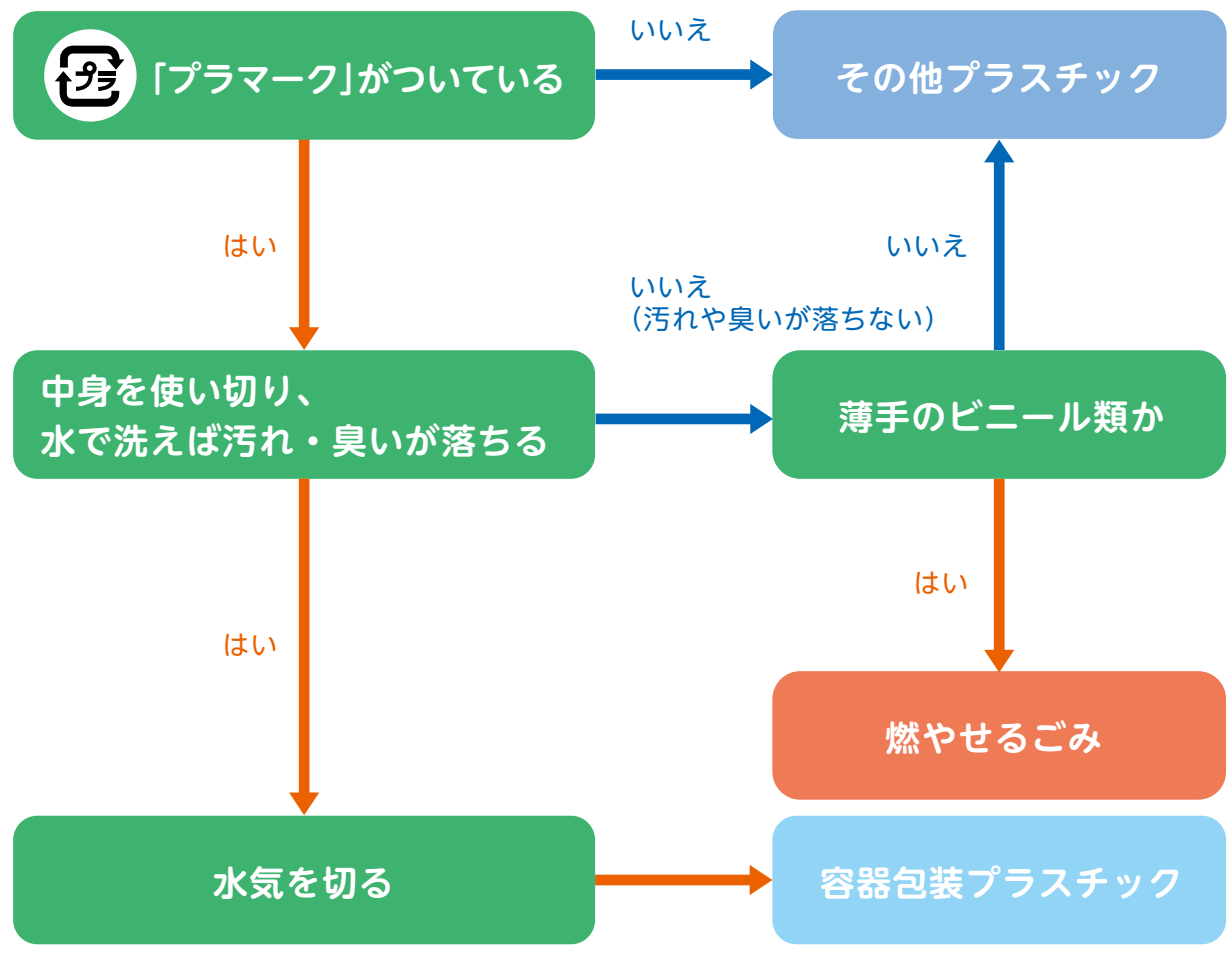 プラ
「プラマーク」がついている
いいえ
その他プラスチック
はい
いいえ
いいえ
（汚れや臭いが落ちない）
中身を使い切り、
水で洗えば汚れ・臭いが落ちる
薄手のビニール類か
はい
はい
燃やせるごみ
水気を切る
容器包装プラスチック